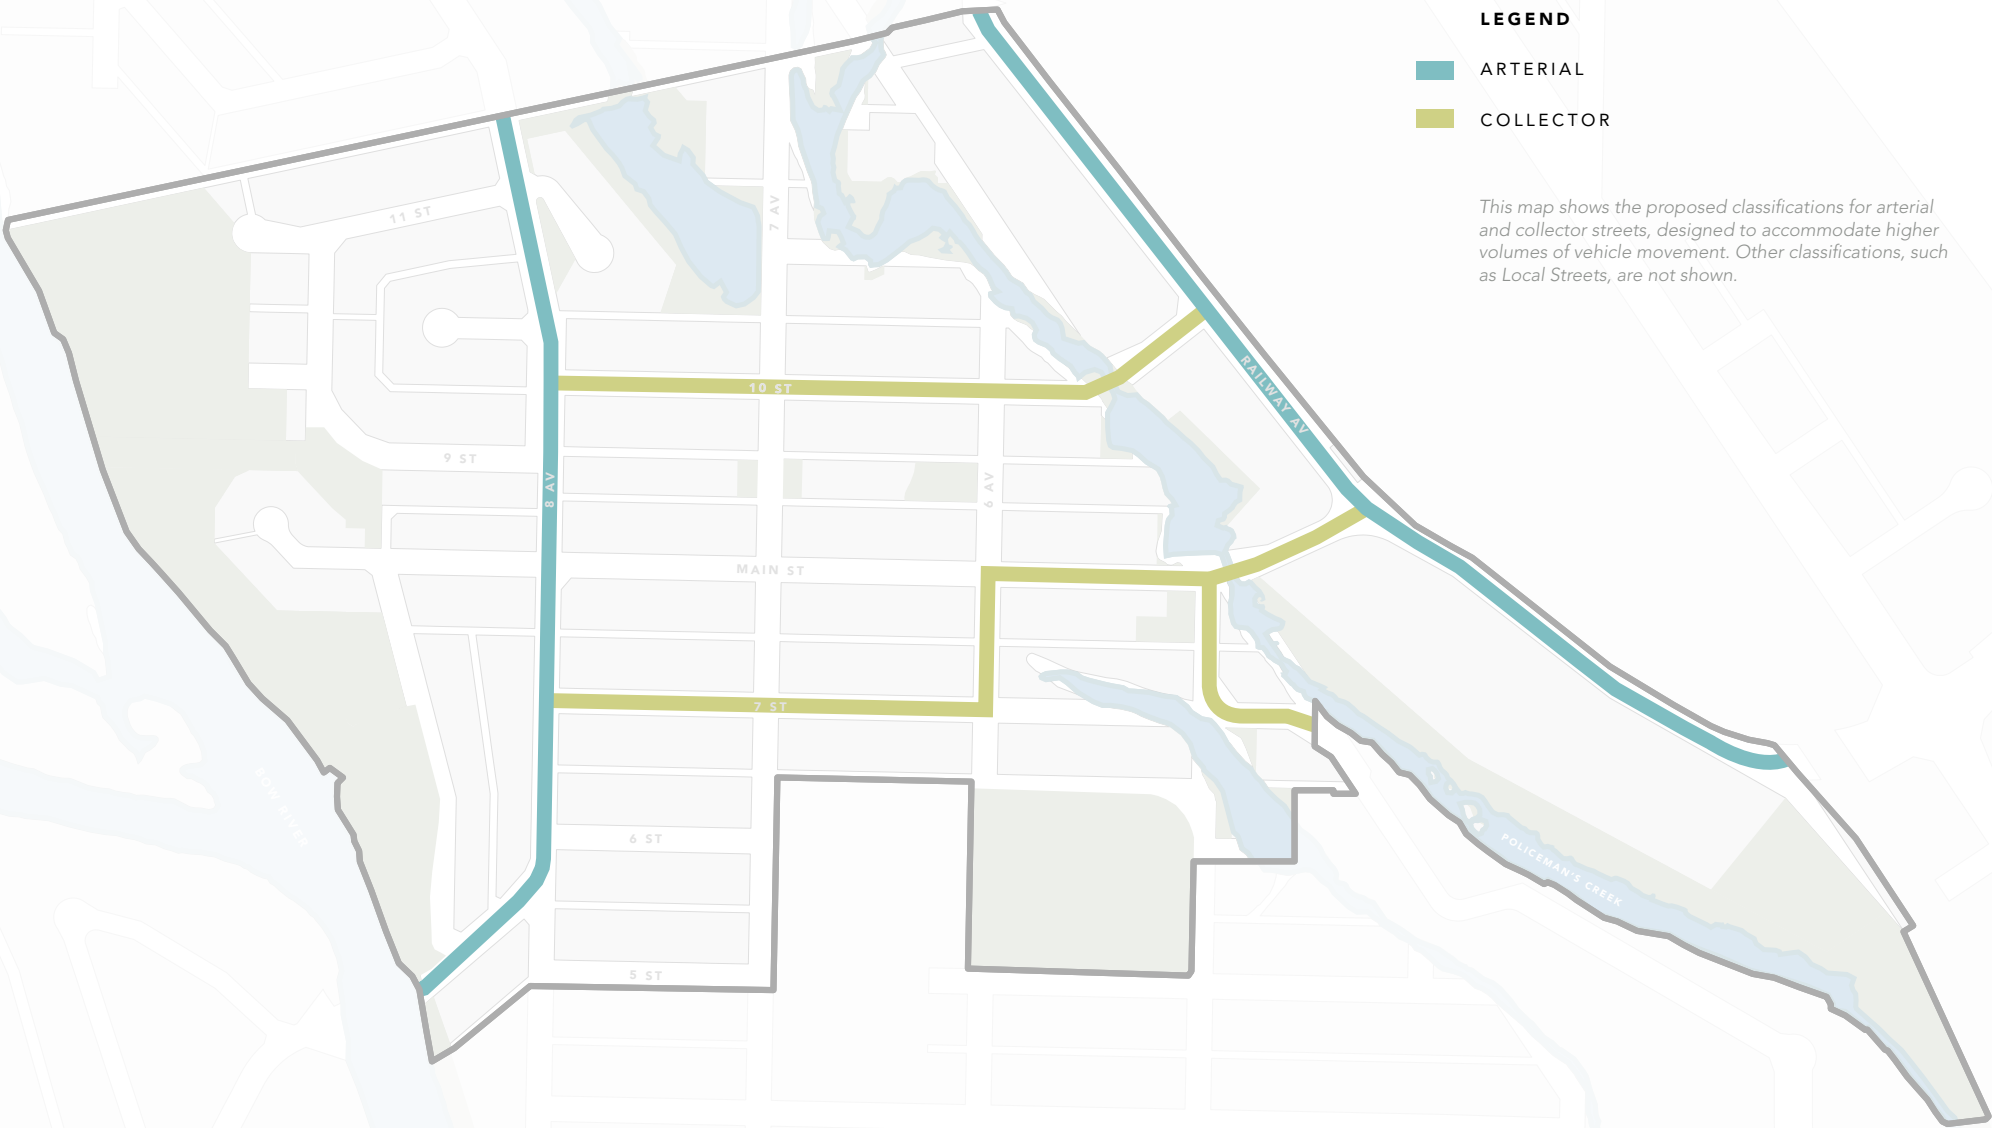 LEGEND
ARTERIAL
COLLECTOR
This map shows the proposed classifications for arterial
and collector streets, designed to accommodate higher
volumes of vehicle movement. Other classifications, such
as Local Streets, are not shown.
11 ST
7 AV
10 ST
RAILWAY AV
9 ST
8 AV
6 AV
MAIN ST
7 ST
BOW RIVER
6 ST
POLICEMAN'S CREEK
5 ST